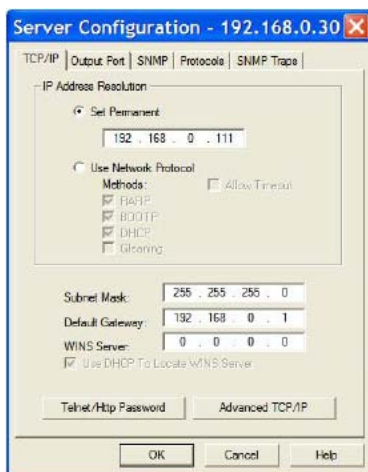 Server Configuration - 192.168.0.30
TCP/IP Output Port SNMP Protocols SNMP Traps
IP Address Resolution
Set Permanent
192 . 168 . 0 . 111
Use Network Protocol
Methods: Allow Timeout
RARP
BOOTP
DHCP
Gleaning
Subnet Mask: 255 . 255 . 255 . 0
Default Gateway: 192 . 168 . 0 . 1
WINS Server: 0 . 0 . 0 . 0
Use DHCP To Locate WINS Server
Telnet/Http Password Advanced TCP/IP
OK Cancel Help